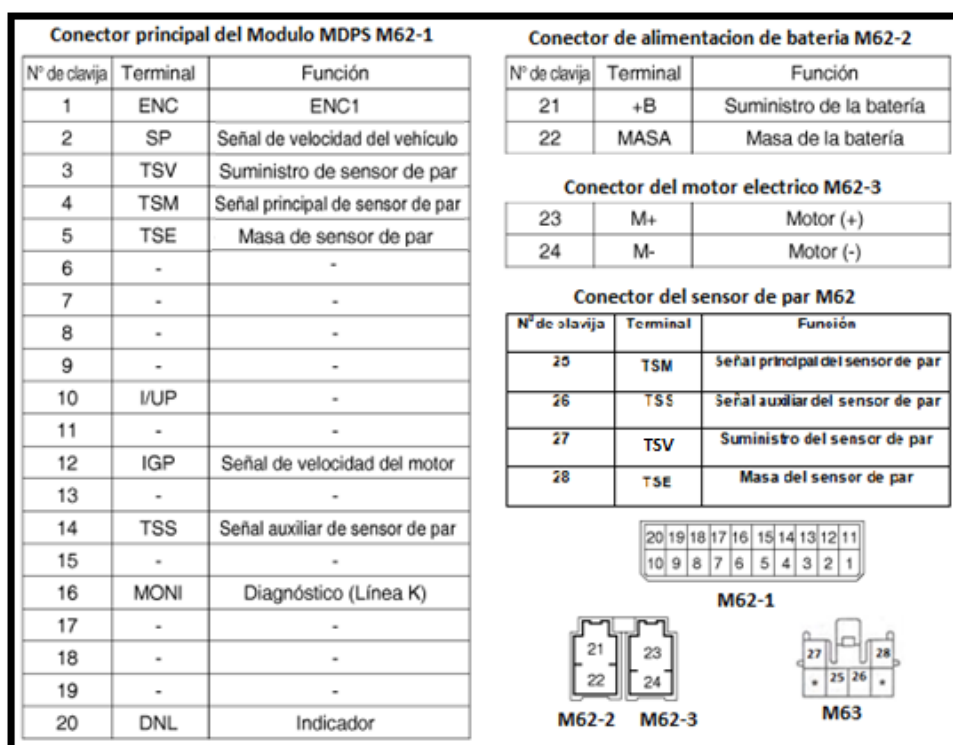 Conector principal del Modulo MDPS M62-1
Nº de clavija Terminal Función
1 ENC ENC1
2 SP Señal de velocidad del vehículo
3 TSV Suministro de sensor de par
4 TSM Señal principal de sensor de par
5 TSE Masa de sensor de par
6 - -
7 - -
8 - -
9 - -
10 I/UP -
11 - -
12 IGP Señal de velocidad del motor
13 - -
14 TSS Señal auxiliar de sensor de par
15 - -
16 MONI Diagnóstico (Línea K)
17 - -
18 - -
19 - -
20 DNL Indicador
Conector de alimentacion de bateria M62-2
Nº de clavija Terminal Función
21 +B Suministro de la batería
22 MASA Masa de la batería
Conector del motor electrico M62-3
23 M+ Motor (+)
24 M- Motor (-)
Conector del sensor de par M62
Nº de clavija Terminal Función
25 TSM Señal principal del sensor de par
26 TSS Señal auxiliar del sensor de par
27 TSV Suministro del sensor de par
28 TSE Masa del sensor de par
20 19 18 17 16 15 14 13 12 11
10 9 8 7 6 5 4 3 2 1
M62-1
21 23
22 24
M62-2 M62-3
27 28
* 25 26 *
M63